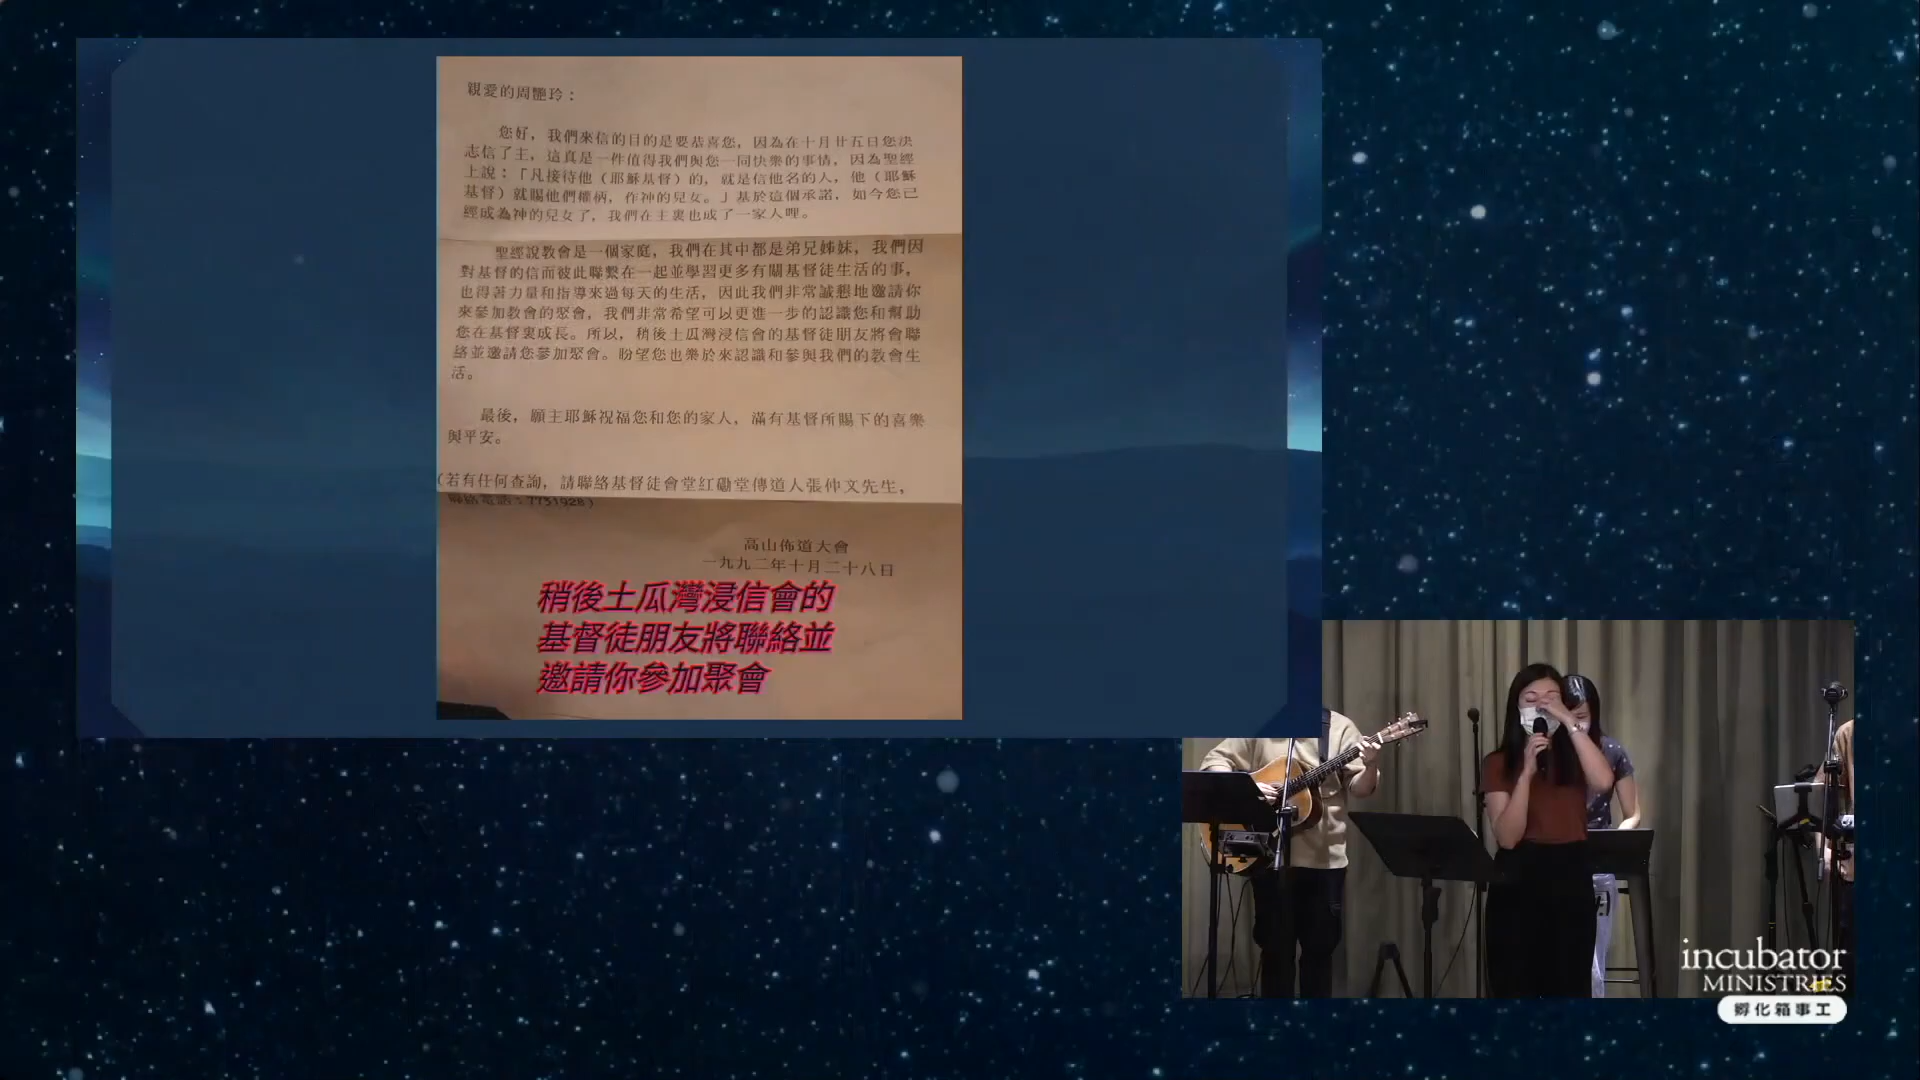 親愛的周艷玲：
您好，我們來信的目的是要恭喜您，因為在十月廿五日您決
志信了主，這真是一件值得我們與您一同快樂的事情，因為聖經
上說：「凡接待他（耶穌基督）的，就是信他名的人，他（耶穌
基督）就賜他們權柄，作神的兒女。」基於這個承諾，如今您已
經成為神的兒女了，我們在主裏也成了一家人哩。
聖經說教會是一個家庭，我們在其中都是弟兄姊妹，我們因
對基督的信而彼此聯繫在一起並學習更多有關基督徒生活的事，
也得著力量和指導來過每天的生活，因此我們非常誠懇地邀請你
來參加教會的聚會，我們非常希望可以更進一步的認識您和幫助
您在基督裏成長。所以，稍後土瓜灣浸信會的基督徒朋友將會聯
絡並邀請您參加聚會。盼望您也樂於來認識和參與我們的教會生
活。
最後，願主耶穌祝福您和您的家人，滿有基督所賜下的喜樂
與平安。
（若有任何查詢，請聯絡基督徒會堂紅磡堂傳道人張仲文先生，
聯絡電話：7731928）
高山佈道大會
一九九二年十月二十八日
稍後土瓜灣浸信會的
基督徒朋友將聯絡並
邀請你參加聚會
incubator
MINISTRIES
孵化箱事工